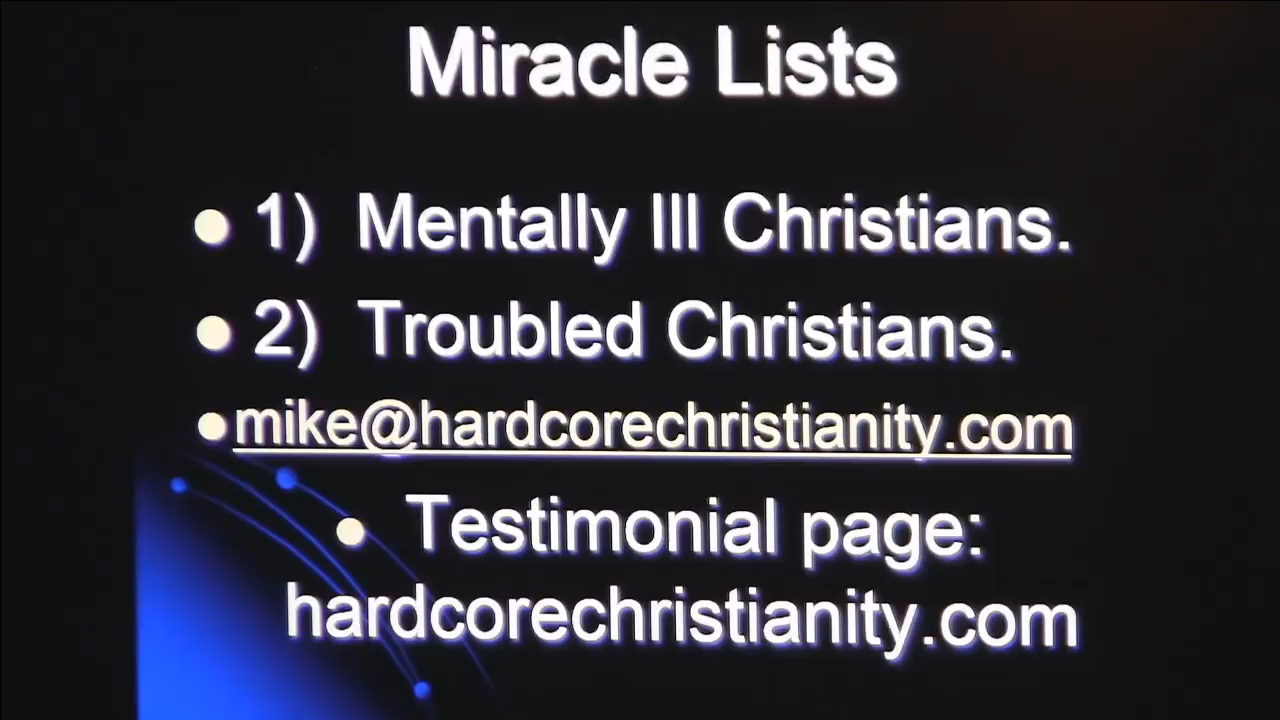 Miracle Lists
• 1) Mentally Ill Christians.
• 2) Troubled Christians.
• mike@hardcorechristianity.com
• Testimonial page:
hardcorechristianity.com